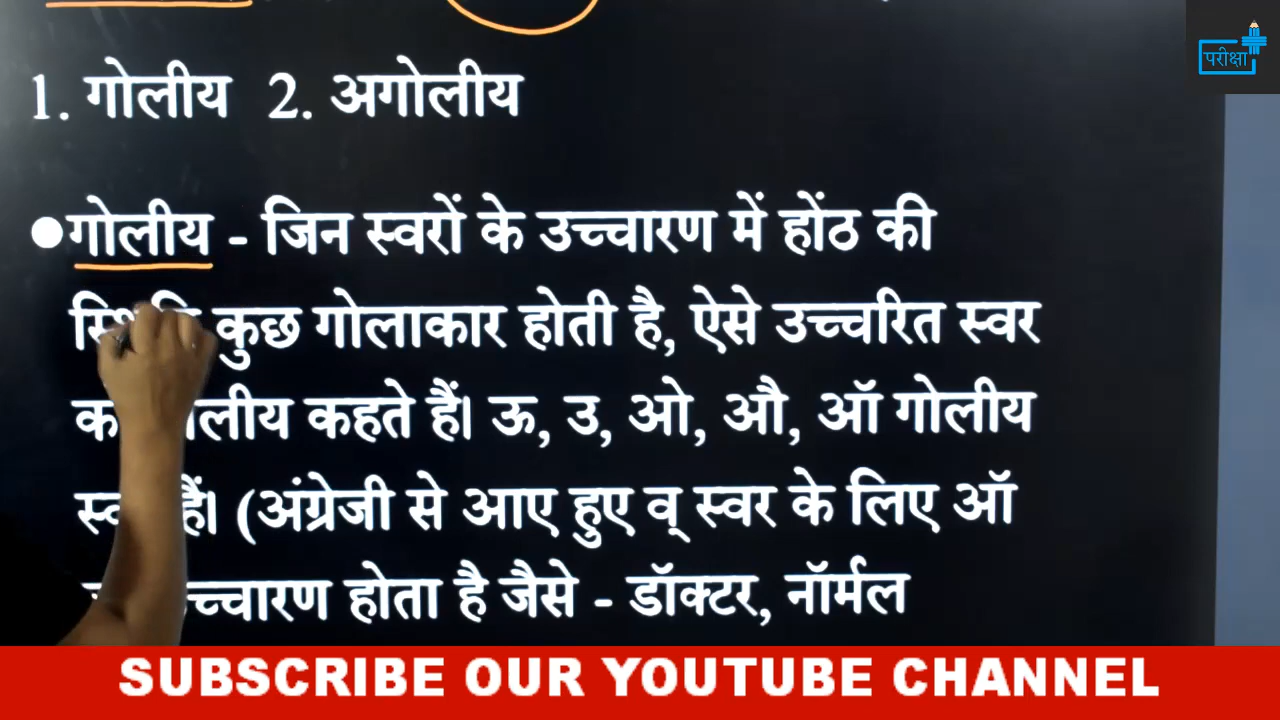 परीक्षा
1. गोलीय 2. अगोलीय
गोलीय - जिन स्वरों के उच्चारण में होंठ की
कुछ गोलाकार होती है, ऐसे उच्चरित स्वर
कहते हैं। ऊ, उ, ओ, औ, ऑ गोलीय
हैं। (अंग्रेजी से आए हुए व् स्वर के लिए ऑ
उच्चारण होता है जैसे - डॉक्टर, नॉर्मल
SUBSCRIBE OUR YOUTUBE CHANNEL